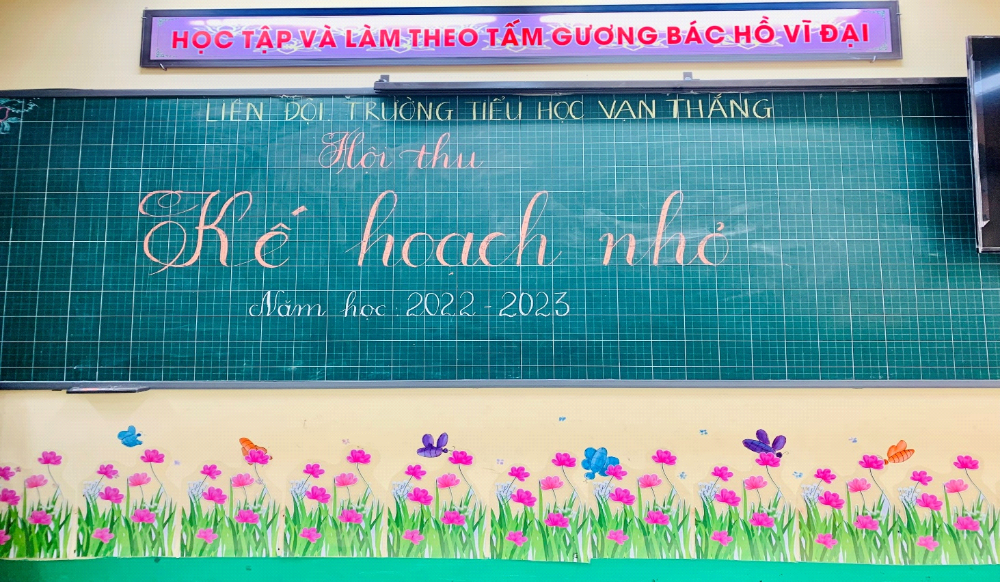 HỌC TẬP VÀ LÀM THEO TẤM GƯƠNG BÁC HỒ VĨ ĐẠI
LIÊN ĐỘI TRƯỜNG TIỂU HỌC VẠN THẮNG
Hội thu
Kế hoạch nhỏ
Năm học: 2022 - 2023